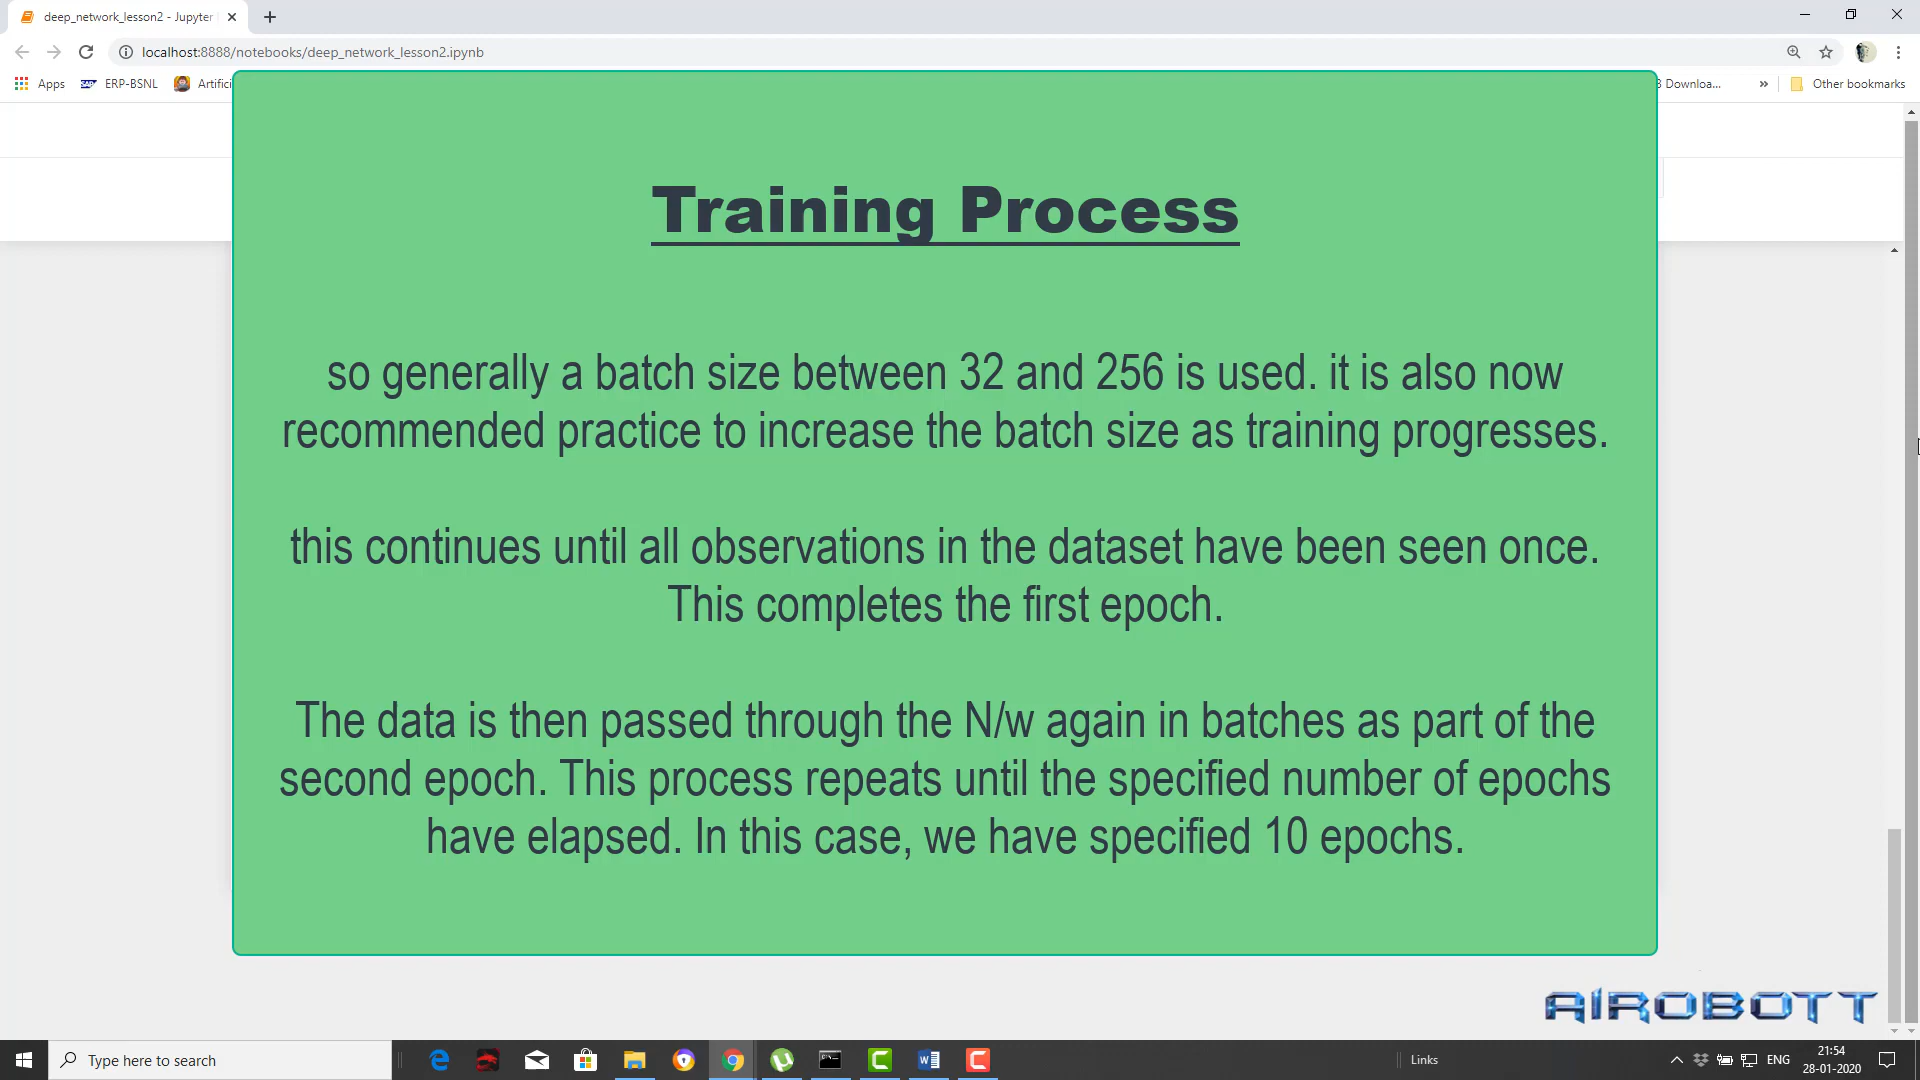 deep_network_lesson2 - Jupyter
localhost:8888/notebooks/deep_network_lesson2.ipynb
Apps
ERP-BSNL
Artifici
3 Downloa...
»
Other bookmarks
Training Process
so generally a batch size between 32 and 256 is used. it is also now
recommended practice to increase the batch size as training progresses.
this continues until all observations in the dataset have been seen once.
This completes the first epoch.
The data is then passed through the N/w again in batches as part of the
second epoch. This process repeats until the specified number of epochs
have elapsed. In this case, we have specified 10 epochs.
AIROBOTT
Type here to search
Links
ENG
21:54
28-01-2020